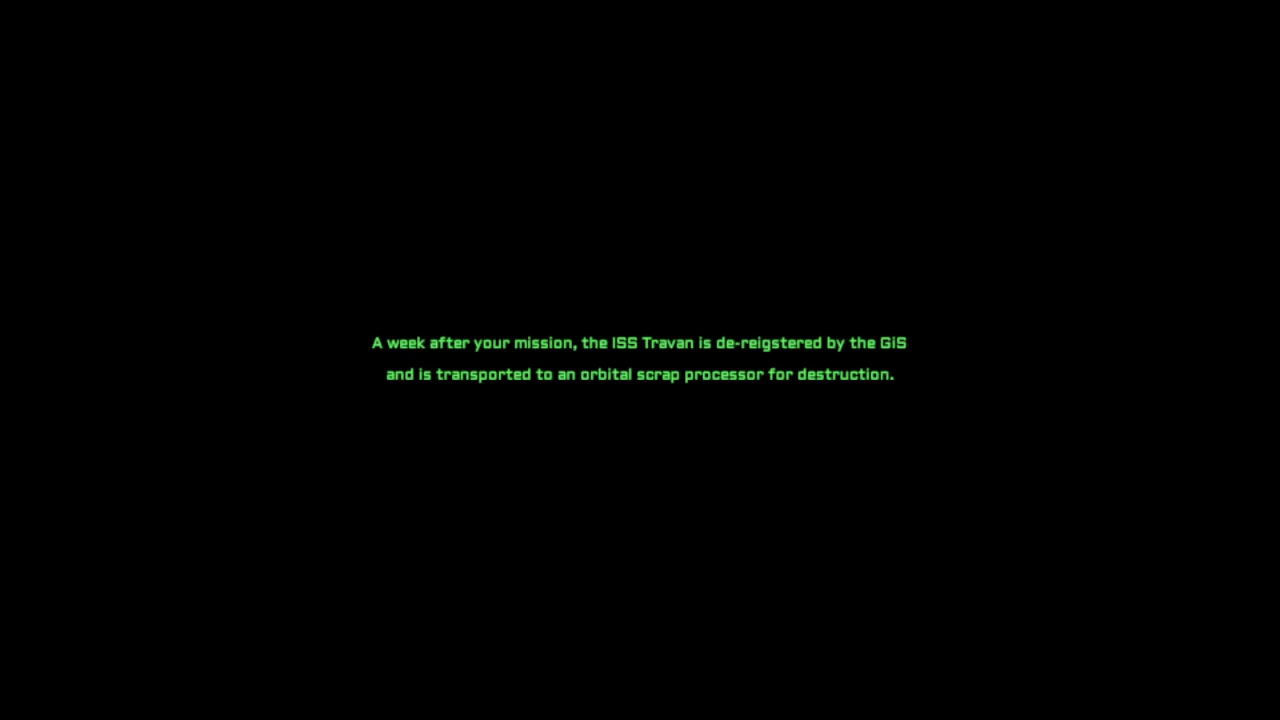 A week after your mission, the ISS Travan is de-reigstered by the GiS
and is transported to an orbital scrap processor for destruction.